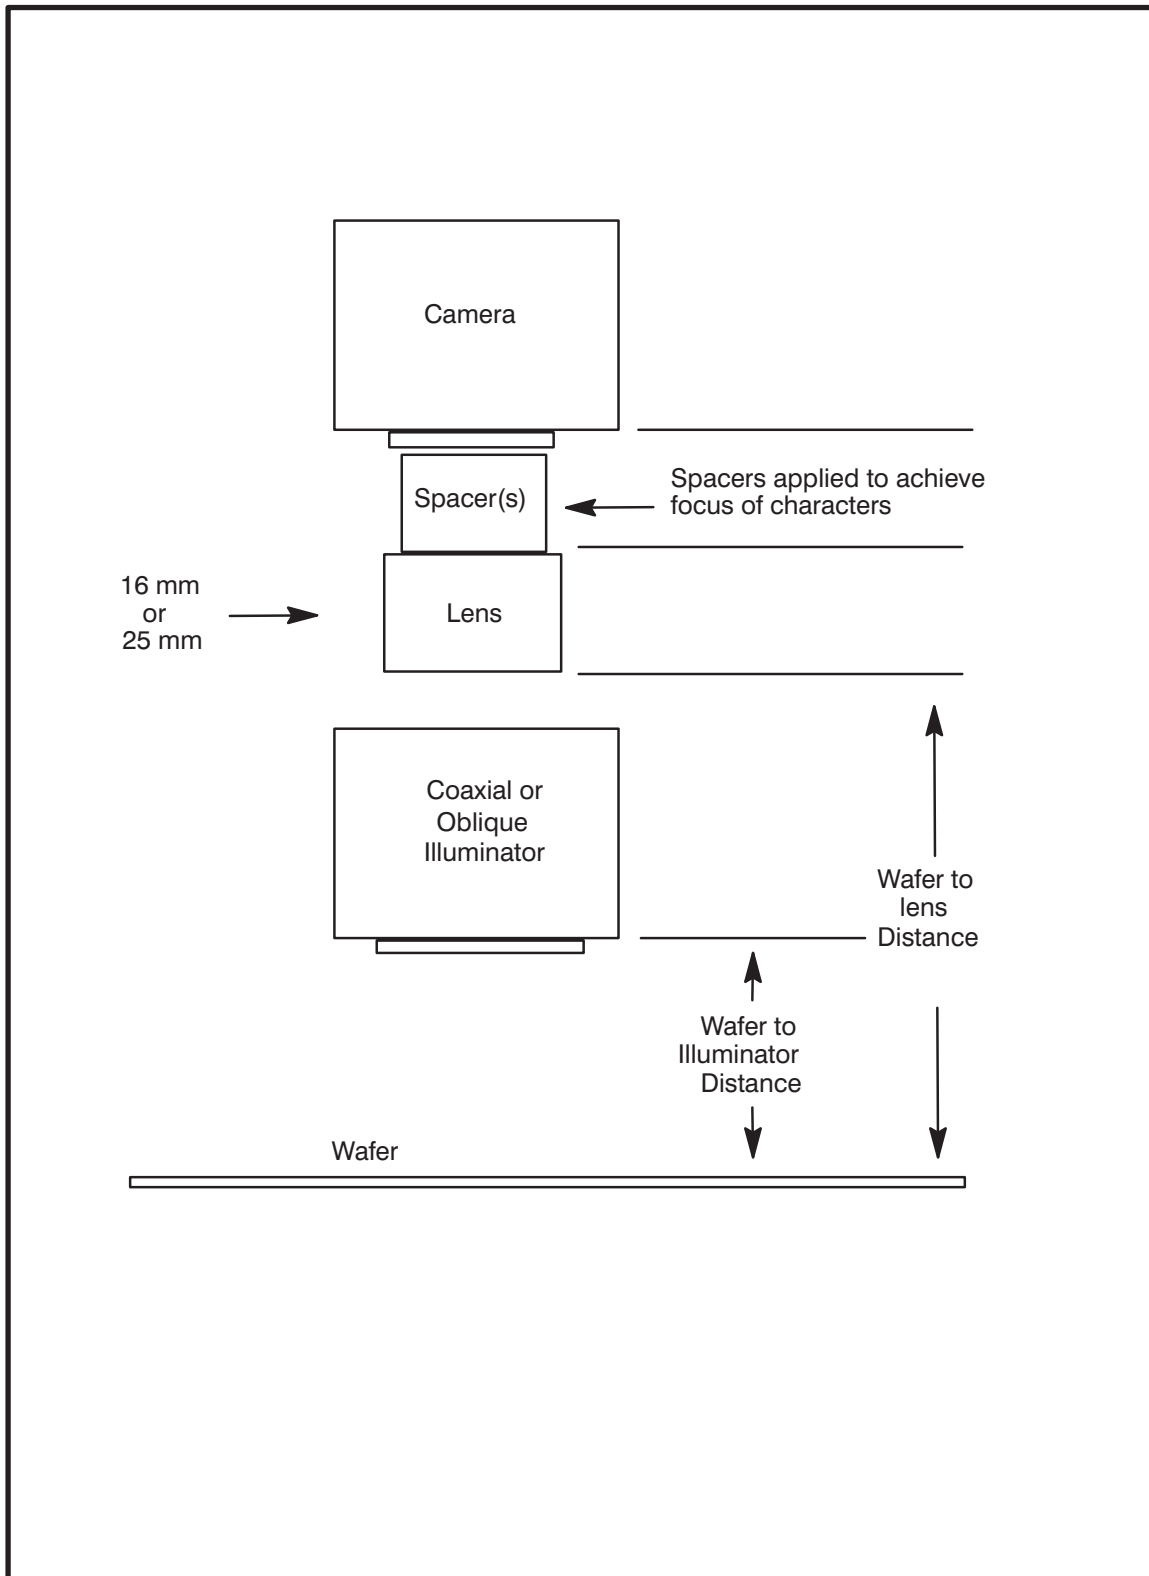 Camera
Spacer(s)
Spacers applied to achieve
focus of characters
16 mm
or
25 mm
Lens
Coaxial or
Oblique
Illuminator
Wafer to
lens
Distance
Wafer to
Illuminator
Distance
Wafer